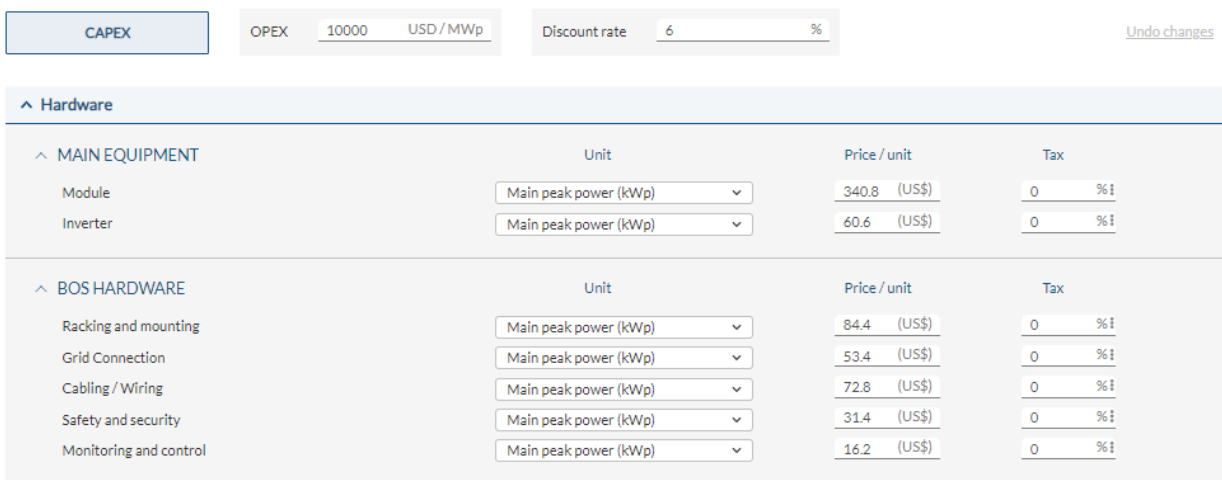 CAPEX OPEX 10000 USD / MWp Discount rate 6 % Undo changes
Hardware
MAIN EQUIPMENT Unit Price / unit Tax
Module Main peak power (kWp) 340.8 (US$) 0 %
Inverter Main peak power (kWp) 60.6 (US$) 0 %
BOS HARDWARE Unit Price / unit Tax
Racking and mounting Main peak power (kWp) 84.4 (US$) 0 %
Grid Connection Main peak power (kWp) 53.4 (US$) 0 %
Cabling / Wiring Main peak power (kWp) 72.8 (US$) 0 %
Safety and security Main peak power (kWp) 31.4 (US$) 0 %
Monitoring and control Main peak power (kWp) 16.2 (US$) 0 %